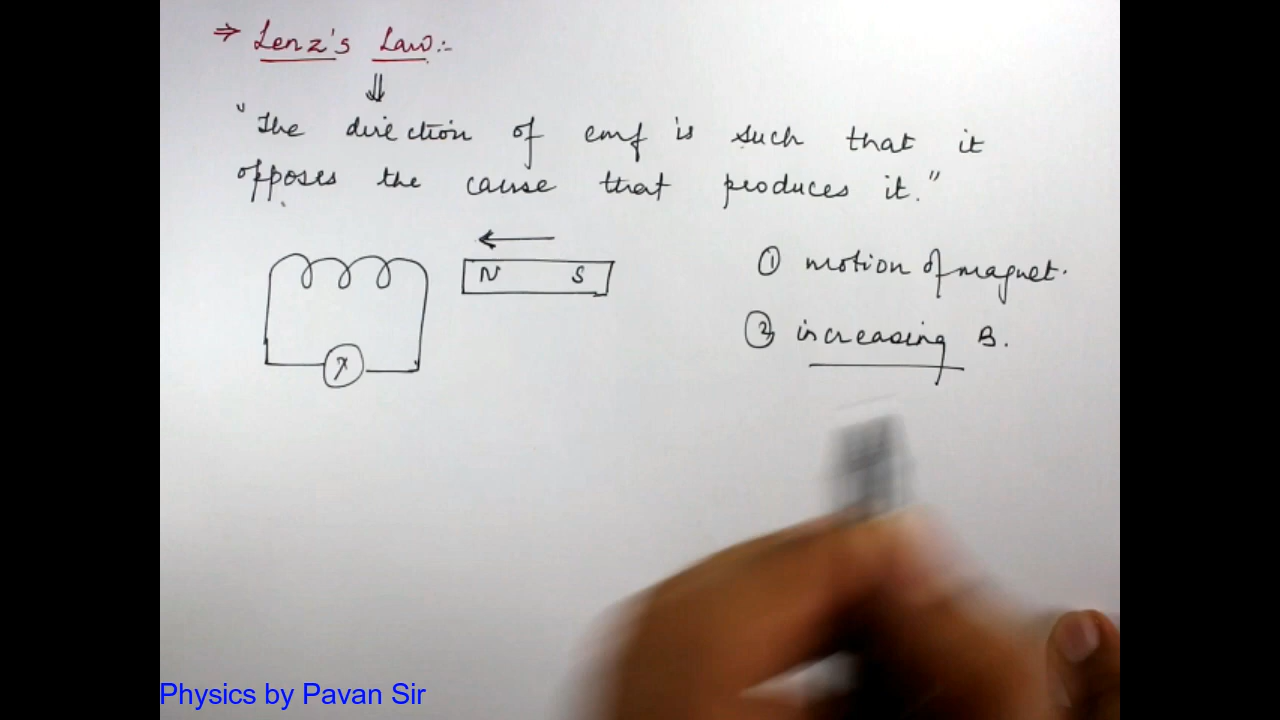 ⇒ Lenz's Law:-
"The direction of emf is such that it
opposes the cause that produces it."
N S
① motion of magnet.
② increasing B.
Physics by Pavan Sir